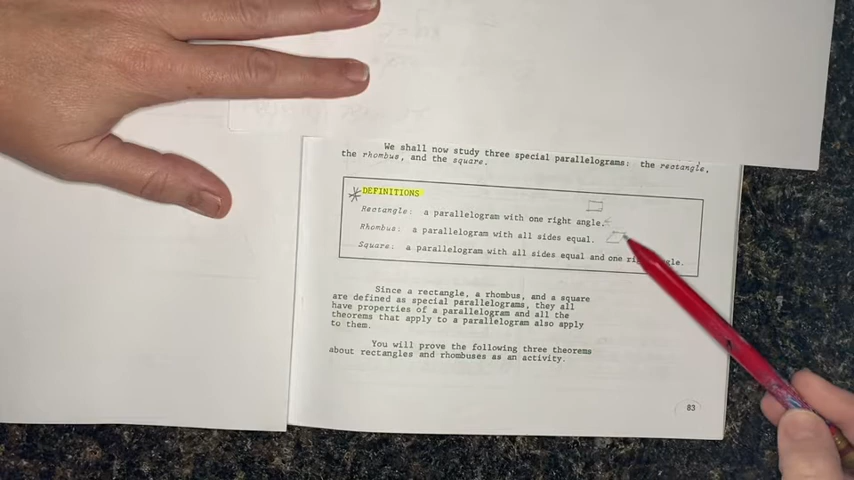 We shall now study three special parallelograms: the rectangle,
the rhombus, and the square.
DEFINITIONS
Rectangle: a parallelogram with one right angle.
Rhombus: a parallelogram with all sides equal.
Square: a parallelogram with all sides equal and one right angle.
Since a rectangle, a rhombus, and a square
are defined as special parallelograms, they all
have properties of a parallelogram and all the
theorems that apply to a parallelogram also apply
to them.
You will prove the following three theorems
about rectangles and rhombuses as an activity.
83